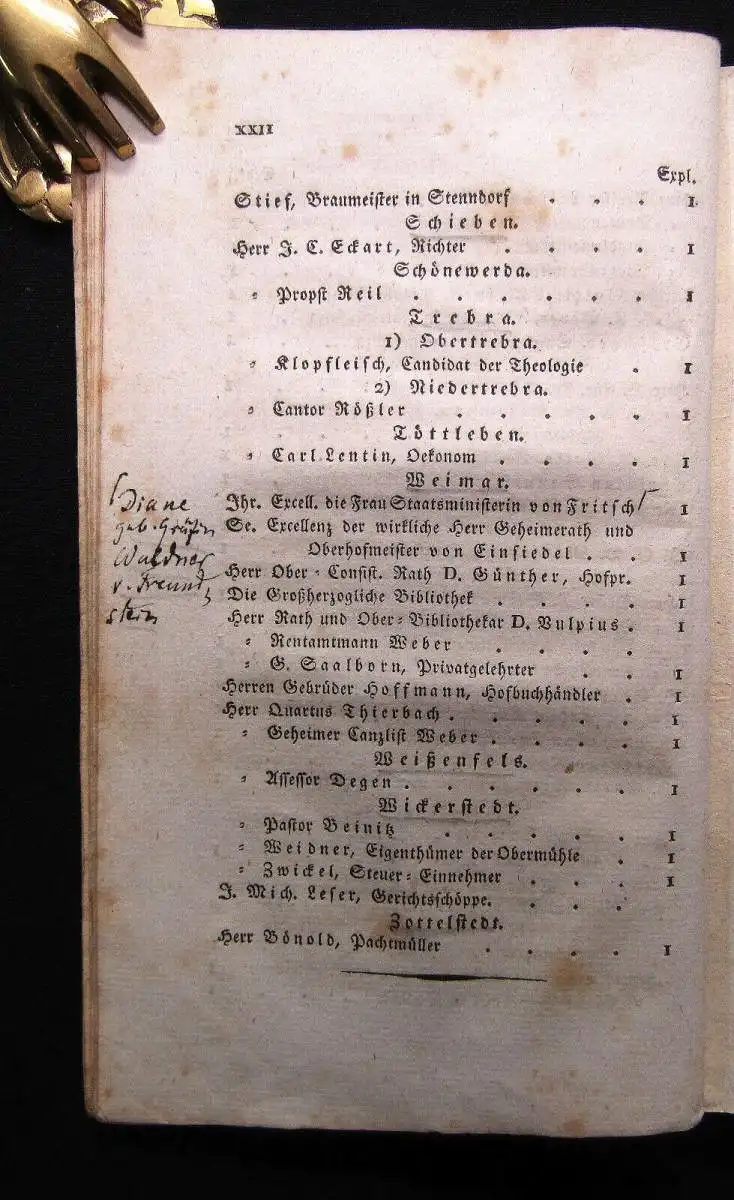 XXII
Expl.
Stief, Braumeister in Stenndorf . . . 1
Schieben.
Herr J. C. Eckart, Richter . . . . . 1
Schönewerda.
= Propst Reil . . . . . . . 1
Trebra.
1) Obertrebra.
= Klopfleisch, Candidat der Theologie . 1
2) Niedertrebra.
= Cantor Rößler . . . . . 1
Töttleben.
= Carl Lentin, Oekonom . . . . 1
Weimar.
Ihr. Excell. die Frau Staatsministerin von Fritsch 1
Se. Excellenz der wirkliche Herr Geheimerath und
Oberhofmeister von Einsiedel . . 1
Herr Ober=Consist. Rath D. Günther, Hofpr. 1
Die Großherzogliche Bibliothek . . . . 1
Herr Rath und Ober=Bibliothekar D. Vulpius . 1
= Rentamtmann Weber . . . .
= G. Saalborn, Privatgelehrter . . 1
Herren Gebrüder Hoffmann, Hofbuchhändler . 1
Herr Quartus Thierbach . . . . . 1
= Geheimer Canzlist Weber . . . . 1
Weißenfels.
= Assessor Degen . . . . . . 1
Wickerstedt.
= Pastor Beinitz . . . . . 1
= Weidner, Eigenthümer der Obermühle . 1
= Zwickel, Steuer=Einnehmer . . . 1
J. Mich. Leser, Gerichtsschöppe. . . .
Zottelstedt.
Herr Bönold, Pachtmüller . . . . 1
Diane
geb. Gräfin
Waldner
v. Freund=
stein